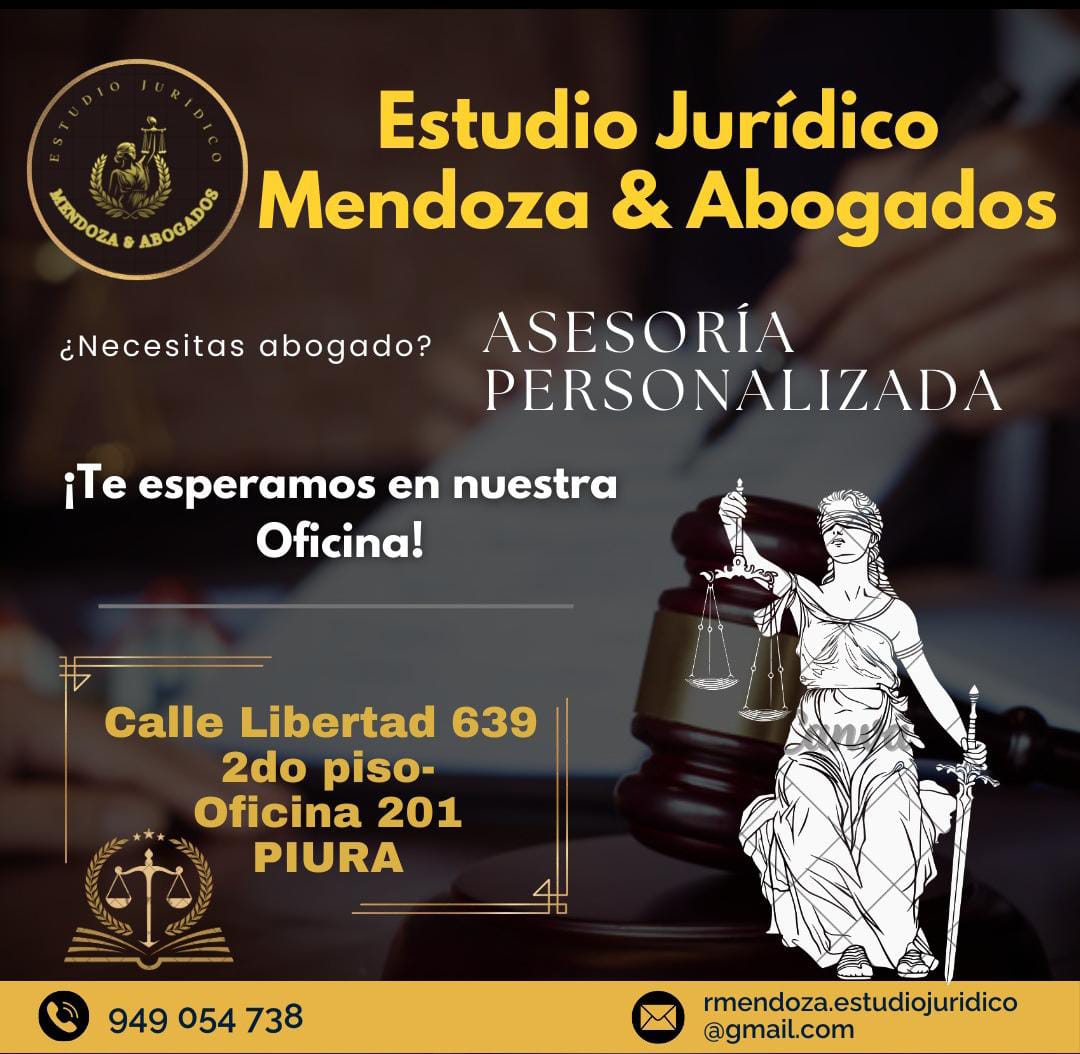 ESTUDIO JURIDICO
MENDOZA & ABOGADOS
Estudio Jurídico
Mendoza & Abogados
¿Necesitas abogado?
ASESORÍA
PERSONALIZADA
¡Te esperamos en nuestra
Oficina!
Calle Libertad 639
2do piso-
Oficina 201
PIURA
Canva
949 054 738
rmendoza.estudiojuridico
@gmail.com